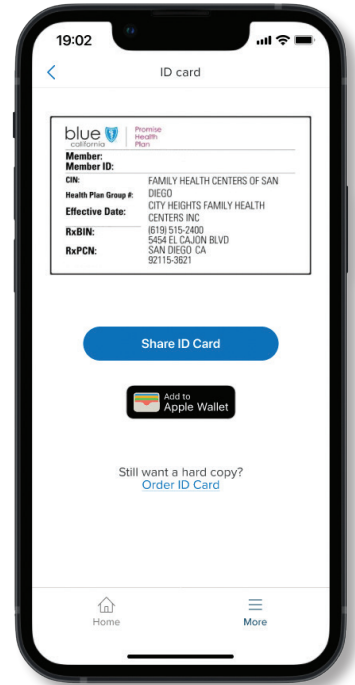 19:02
ID card
blue
california
Promise
Health
Plan
Member:
Member ID:
CIN:
Health Plan Group #:
Effective Date:
RxBIN:
RxPCN:
FAMILY HEALTH CENTERS OF SAN
DIEGO
CITY HEIGHTS FAMILY HEALTH
CENTERS INC
(619) 515-2400
5454 EL CAJON BLVD
SAN DIEGO CA
92115-3621
Share ID Card
Add to
Apple Wallet
Still want a hard copy?
Order ID Card
Home
More